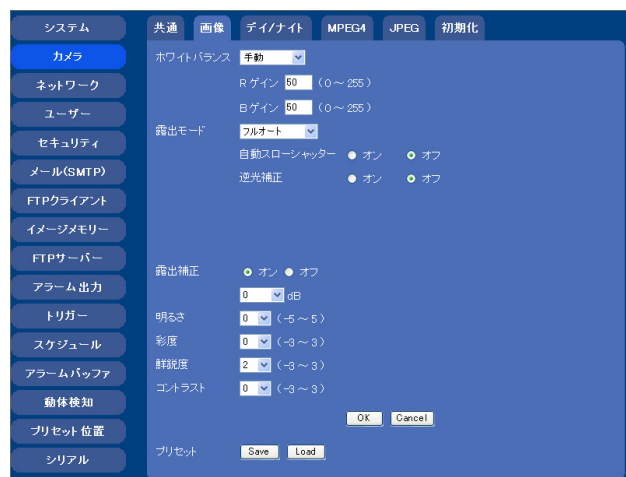 システム
カメラ
ネットワーク
ユーザー
セキュリティ
メール(SMTP)
FTPクライアント
イメージメモリー
FTPサーバー
アラーム出力
トリガー
スケジュール
アラームバッファ
動体検知
プリセット位置
シリアル
共通 画像 デイ/ナイト MPEG4 JPEG 初期化
ホワイトバランス 手動
Rゲイン 50 (0～255)
Bゲイン 50 (0～255)
露出モード フルオート
自動スローシャッター オン オフ
逆光補正 オン オフ
露出補正 オン オフ
0 dB
明るさ 0 (-5～5)
彩度 0 (-3～3)
鮮鋭度 2 (-3～3)
コントラスト 0 (-3～3)
OK Cancel
プリセット Save Load